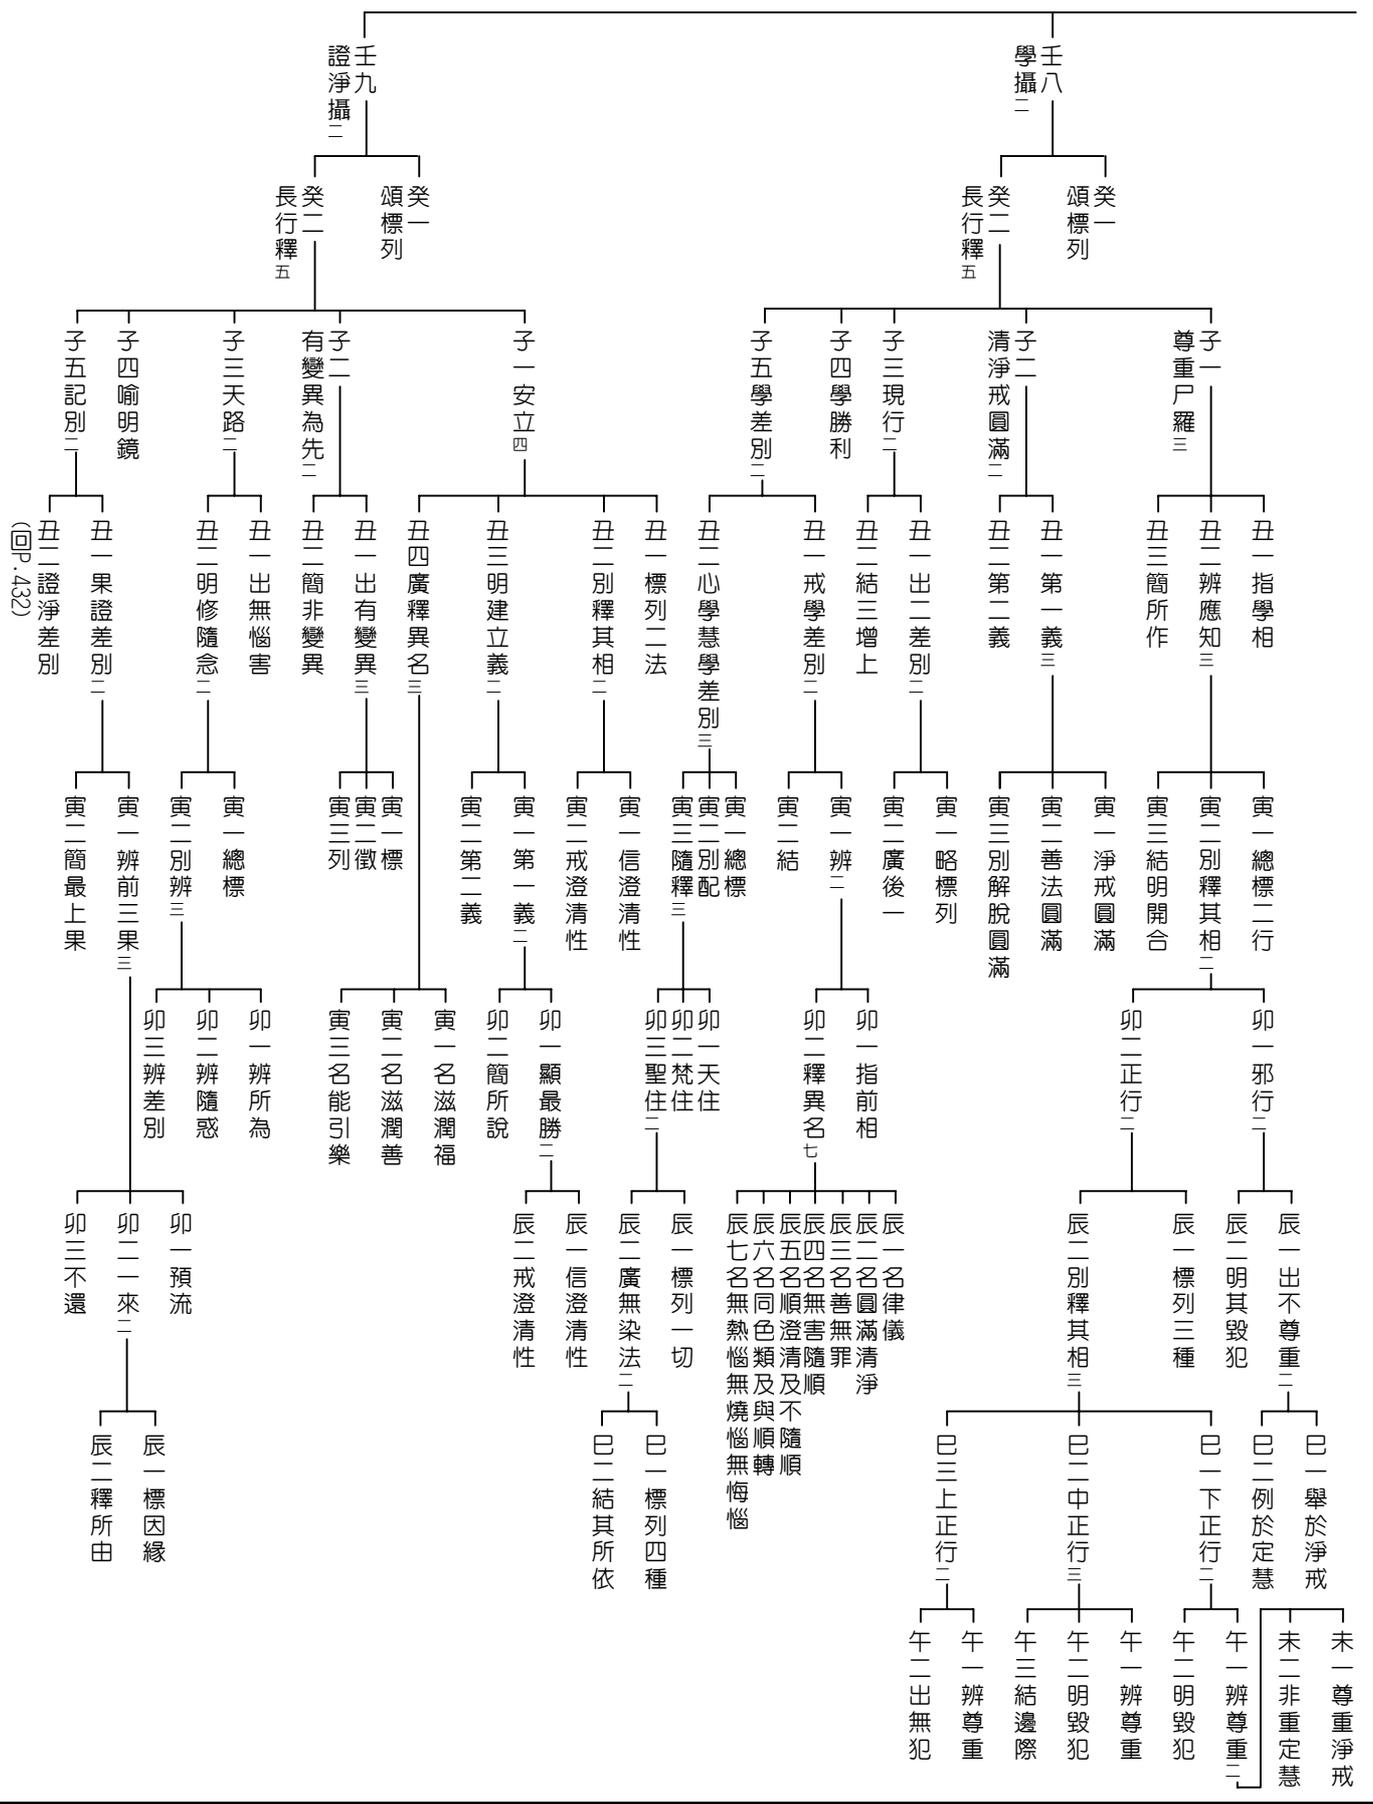 壬八
學攝二
癸一
頌標列
癸二
長行釋五
子一
尊重尸羅三
丑一指學相
丑二辨應知三
寅一總標二行
寅二別釋其相二
卯一邪行二
辰一出不尊重二
巳一舉於淨戒
巳二例於定慧
辰二明其毀犯
卯二正行二
辰一標列三種
辰二別釋其相三
巳一下正行二
午一辨尊重二
未一尊重淨戒
未二非重定慧
午二明毀犯
巳二中正行三
午一辨尊重
午二明毀犯
午三結邊際
巳三上正行二
午一辨尊重
午二出無犯
寅三結明開合
丑三簡所作
子二
清淨戒圓滿二
丑一第一義三
寅一淨戒圓滿
寅二善法圓滿
寅三別解脫圓滿
丑二第二義
子三現行二
丑一出二差別二
寅一略標列
寅二廣後一
丑二結三增上
子四學勝利
子五學差別二
丑一戒學差別二
寅一辨二
卯一指前相
卯二釋異名七
辰一名律儀
辰二名圓滿清淨
辰三名善無罪
辰四名無害隨順
辰五名順澄清及不隨順
辰六名同色類及與順轉
辰七名無熱惱無燒惱無悔惱
寅二結
丑二心學慧學差別三
寅一總標
寅二別配
寅三隨釋三
卯一天住
卯二梵住
卯三聖住二
辰一標列一切
辰二廣無染法二
巳一標列四種
巳二結其所依
壬九
證淨攝二
癸一
頌標列
癸二
長行釋五
子一安立四
丑一標列二法
丑二別釋其相二
寅一信澄清性
寅二戒澄清性
丑三明建立義二
寅一第一義二
卯一顯最勝二
辰一信澄清性
辰二戒澄清性
卯二簡所說
寅二第二義
丑四廣釋異名三
寅一名滋潤福
寅二名滋潤善
寅三名能引樂
子二
有變異為先二
丑一出有變異三
寅一標
寅二徵
寅三列
丑二簡非變異
子三天路二
丑一出無惱害
丑二明修隨念二
寅一總標
寅二別辨三
卯一辨所為
卯二辨隨惑
卯三辨差別
子四喻明鏡
子五記別二
丑一果證差別二
寅一辨前三果三
卯一預流
卯二一來二
辰一標因緣
辰二釋所由
卯三不還
寅二簡最上果
丑二證淨差別
(回P.432)